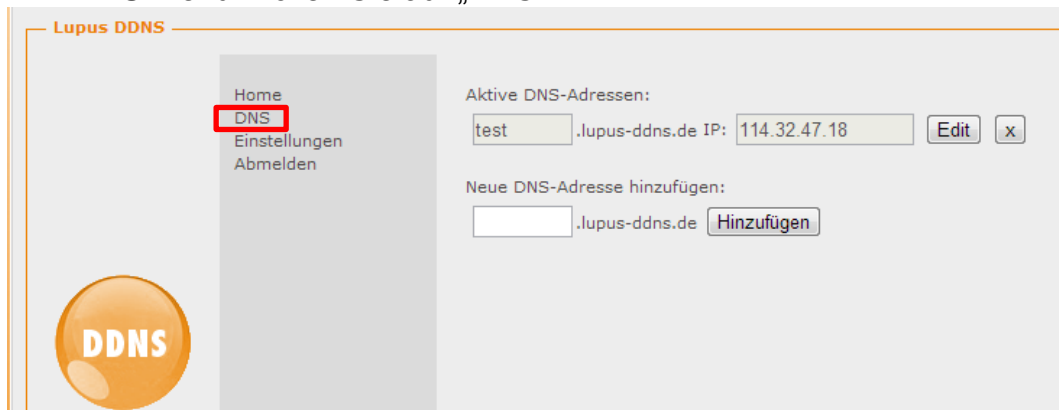 Lupus DDNS
Home
DNS
Einstellungen
Abmelden
Aktive DNS-Adressen:
test .lupus-ddns.de IP: 114.32.47.18 Edit x
Neue DNS-Adresse hinzufügen:
.lupus-ddns.de Hinzufügen
DDNS